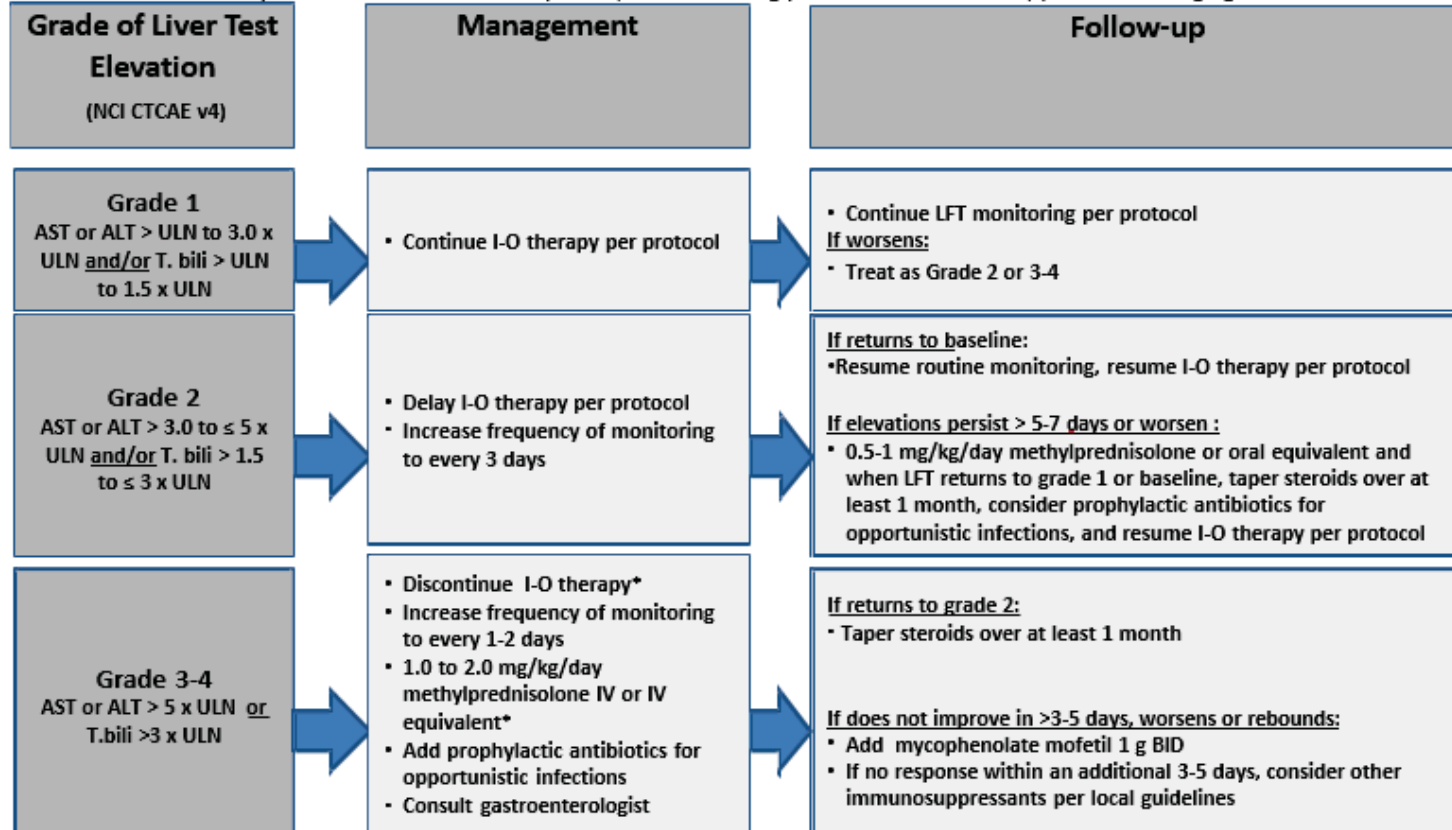 Grade of Liver Test
Elevation
(NCI CTCAE v4)
Management
Follow-up
Grade 1
AST or ALT > ULN to 3.0 x
ULN and/or T. bili > ULN
to 1.5 x ULN
• Continue I-O therapy per protocol
• Continue LFT monitoring per protocol
If worsens:
• Treat as Grade 2 or 3-4
Grade 2
AST or ALT > 3.0 to ≤ 5 x
ULN and/or T. bili > 1.5
to ≤ 3 x ULN
• Delay I-O therapy per protocol
• Increase frequency of monitoring
to every 3 days
If returns to baseline:
•Resume routine monitoring, resume I-O therapy per protocol
If elevations persist > 5-7 days or worsen :
• 0.5-1 mg/kg/day methylprednisolone or oral equivalent and
when LFT returns to grade 1 or baseline, taper steroids over at
least 1 month, consider prophylactic antibiotics for
opportunistic infections, and resume I-O therapy per protocol
Grade 3-4
AST or ALT > 5 x ULN or
T.bili >3 x ULN
• Discontinue I-O therapy*
• Increase frequency of monitoring
to every 1-2 days
• 1.0 to 2.0 mg/kg/day
methylprednisolone IV or IV
equivalent*
• Add prophylactic antibiotics for
opportunistic infections
• Consult gastroenterologist
If returns to grade 2:
• Taper steroids over at least 1 month
If does not improve in >3-5 days, worsens or rebounds:
• Add mycophenolate mofetil 1 g BID
• If no response within an additional 3-5 days, consider other
immunosuppressants per local guidelines